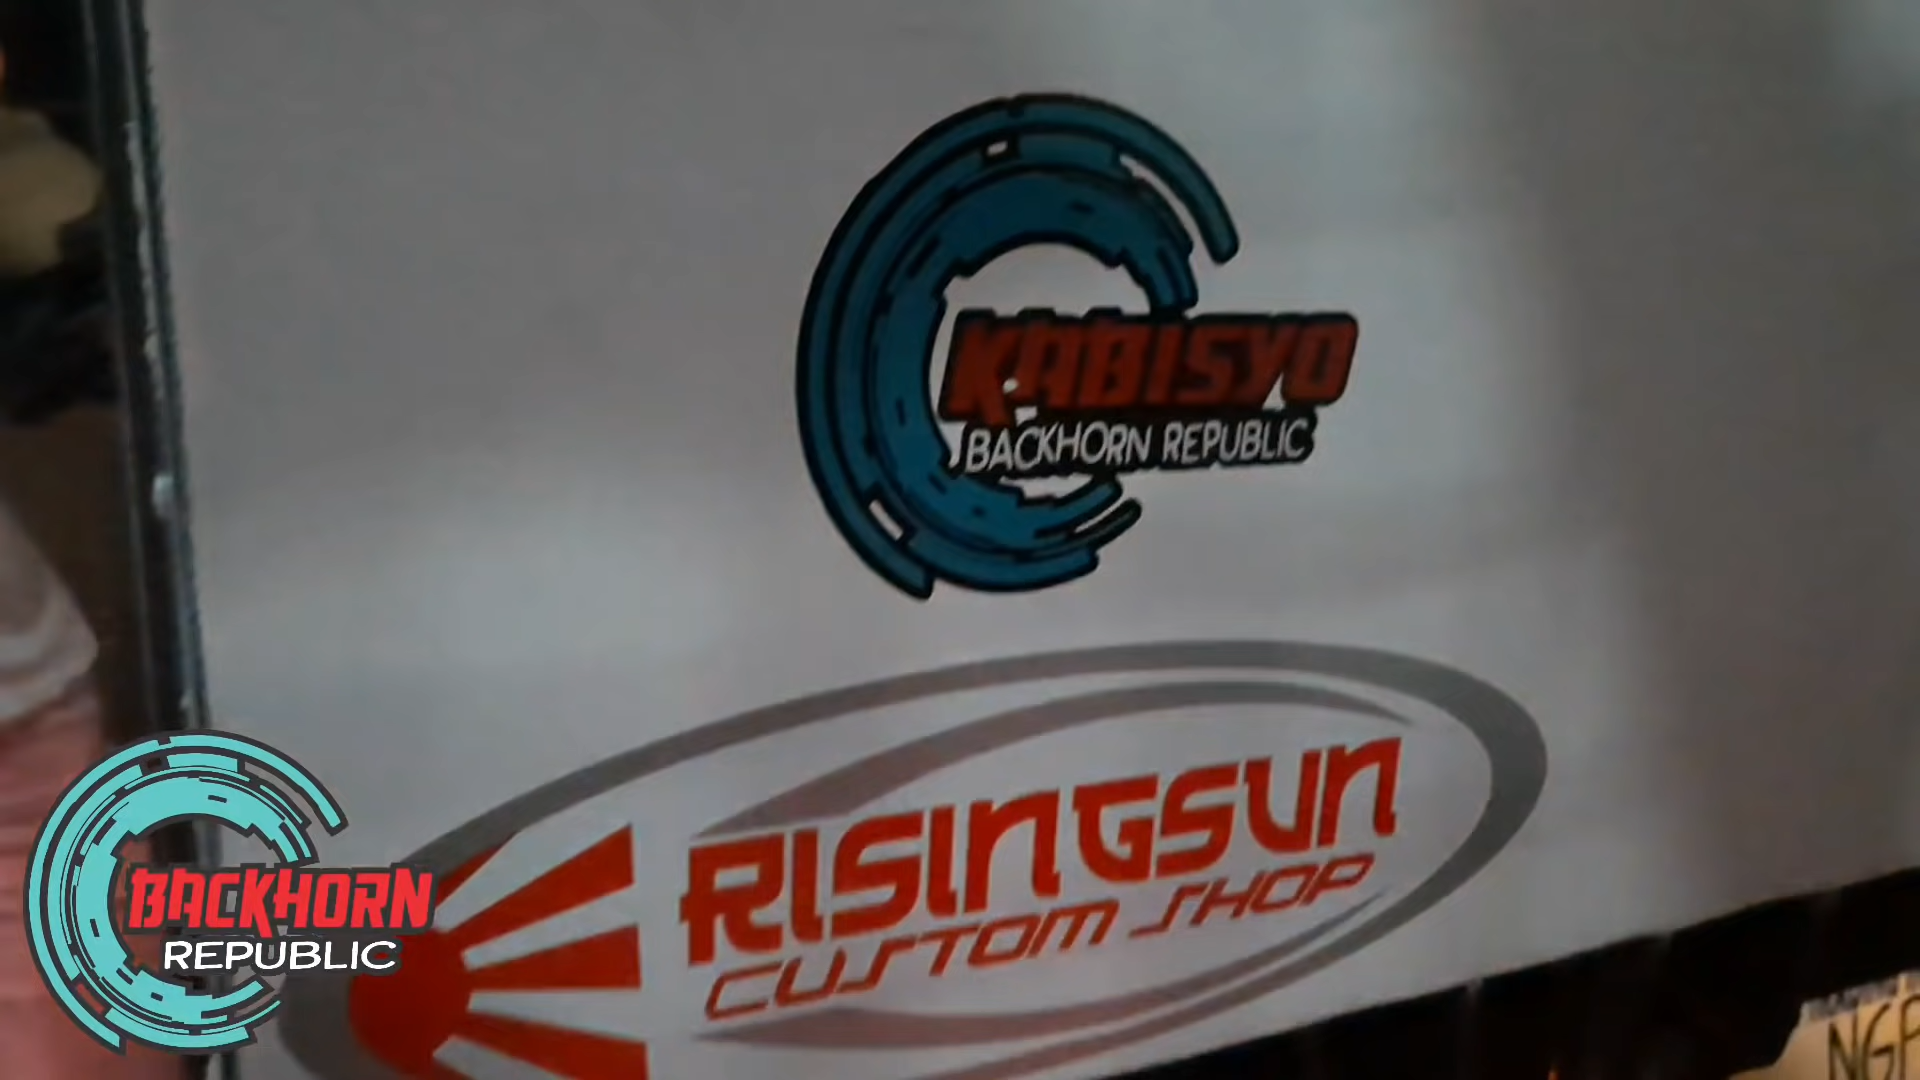 KABISYO
BACKHORN REPUBLIC
RISINGSUN
CUSTOM SHOP
BACKHORN
REPUBLIC